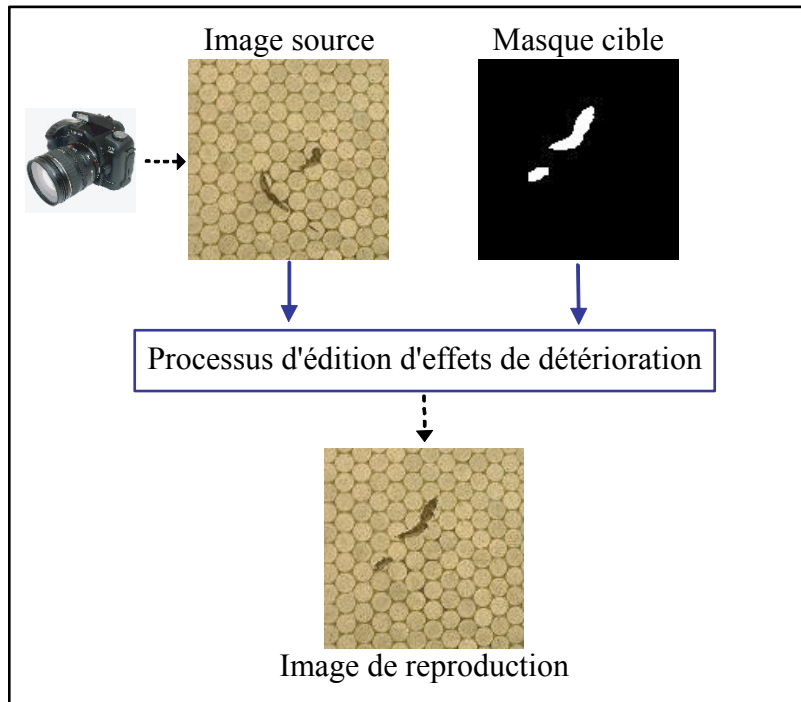 Image source
Masque cible
Processus d'édition d'effets de détérioration
Image de reproduction